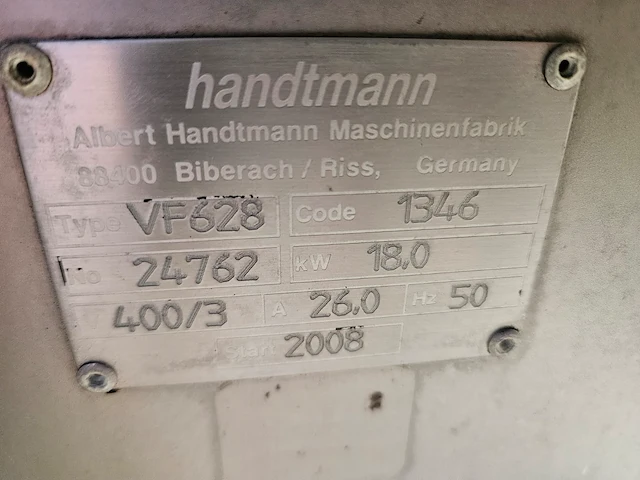 handtmann
Albert Handtmann Maschinenfabrik
88400 Biberach / Riss, Germany
Type VF628 Code 1346
No 24762 kW 18.0
400/3 A 26.0 Hz 50
Start 2008